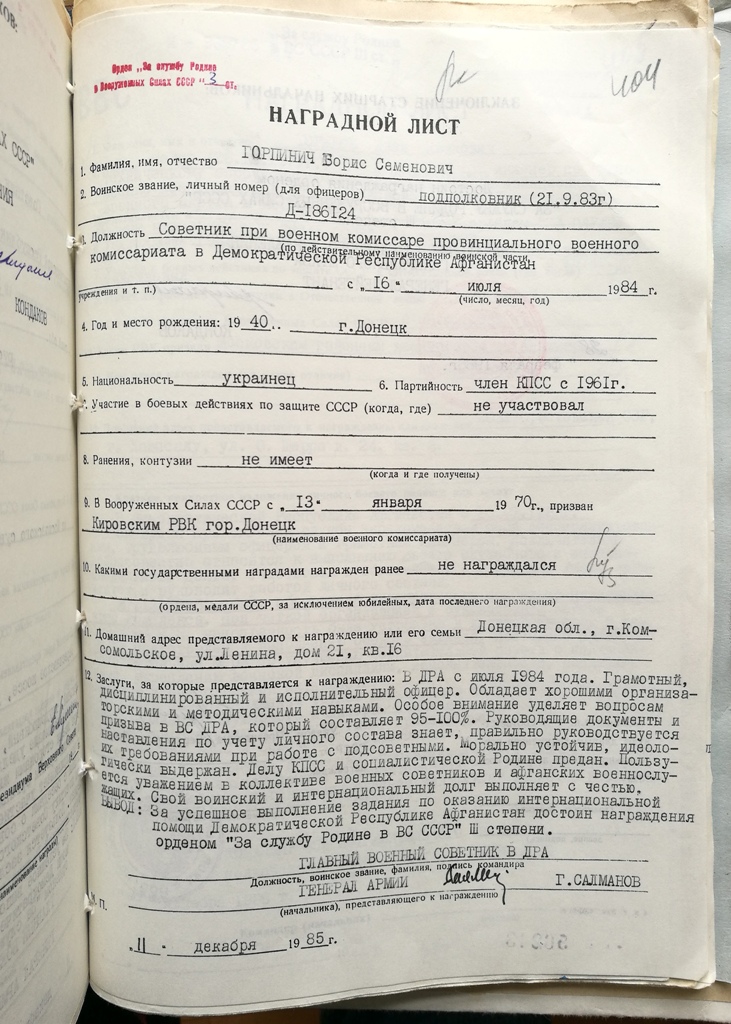 Орден „За службу Родине
в Вооруженных Силах СССР" 3 ст.
404
НАГРАДНОЙ ЛИСТ
1. Фамилия, имя, отчество ГОРПИНИЧ Борис Семенович
2. Воинское звание, личный номер (для офицеров) подполковник (21.9.83г)
Д-186124
Должность Советник при военном комиссаре провинциального военного
(по действительному наименованию воинской части,
комиссариата в Демократической Республике Афганистан
учреждения и т. п.) с „16" июля 1984 г.
(число, месяц, год)
4. Год и место рождения: 19 40.. г.Донецк
5. Национальность украинец 6. Партийность член КПСС с 1961г.
7. Участие в боевых действиях по защите СССР (когда, где) не участвовал
8. Ранения, контузии не имеет
(когда и где получены)
9. В Вооруженных Силах СССР с „13" января 1970г., призван
Кировским РВК гор.Донецк
(наименование военного комиссариата)
10. Какими государственными наградами награжден ранее не награждался
(ордена, медали СССР, за исключением юбилейных, дата последнего награждения)
11. Домашний адрес представляемого к награждению или его семьи Донецкая обл., г.Ком-
сомольское, ул.Ленина, дом 21, кв.16
12. Заслуги, за которые представляется к награждению: В ДРА с июля 1984 года. Грамотный,
дисциплинированный и исполнительный офицер. Обладает хорошими организа-
торскими и методическими навыками. Особое внимание уделяет вопросам
призыва в ВС ДРА, который составляет 95-100%. Руководящие документы и
наставления по учету личного состава знает, правильно руководствуется
их требованиями при работе с подсоветными. Морально устойчив, идеоло-
гически выдержан. Делу КПСС и социалистической Родине предан. Пользу-
ется уважением в коллективе военных советников и афганских военнослу-
жащих. Свой воинский и интернациональный долг выполняет с честью.
ВЫВОД: За успешное выполнение задания по оказанию интернациональной
помощи Демократической Республике Афганистан достоин награждения
орденом "За службу Родине в ВС СССР" Ш степени.
ГЛАВНЫЙ ВОЕННЫЙ СОВЕТНИК В ДРА
Должность, воинское звание, фамилия, подпись командира
ГЕНЕРАЛ АРМИИ Г.САЛМАНОВ
(начальника), представляющего к награждению)
М. П.
„11" декабря 1985г.
КОНДАКОВ